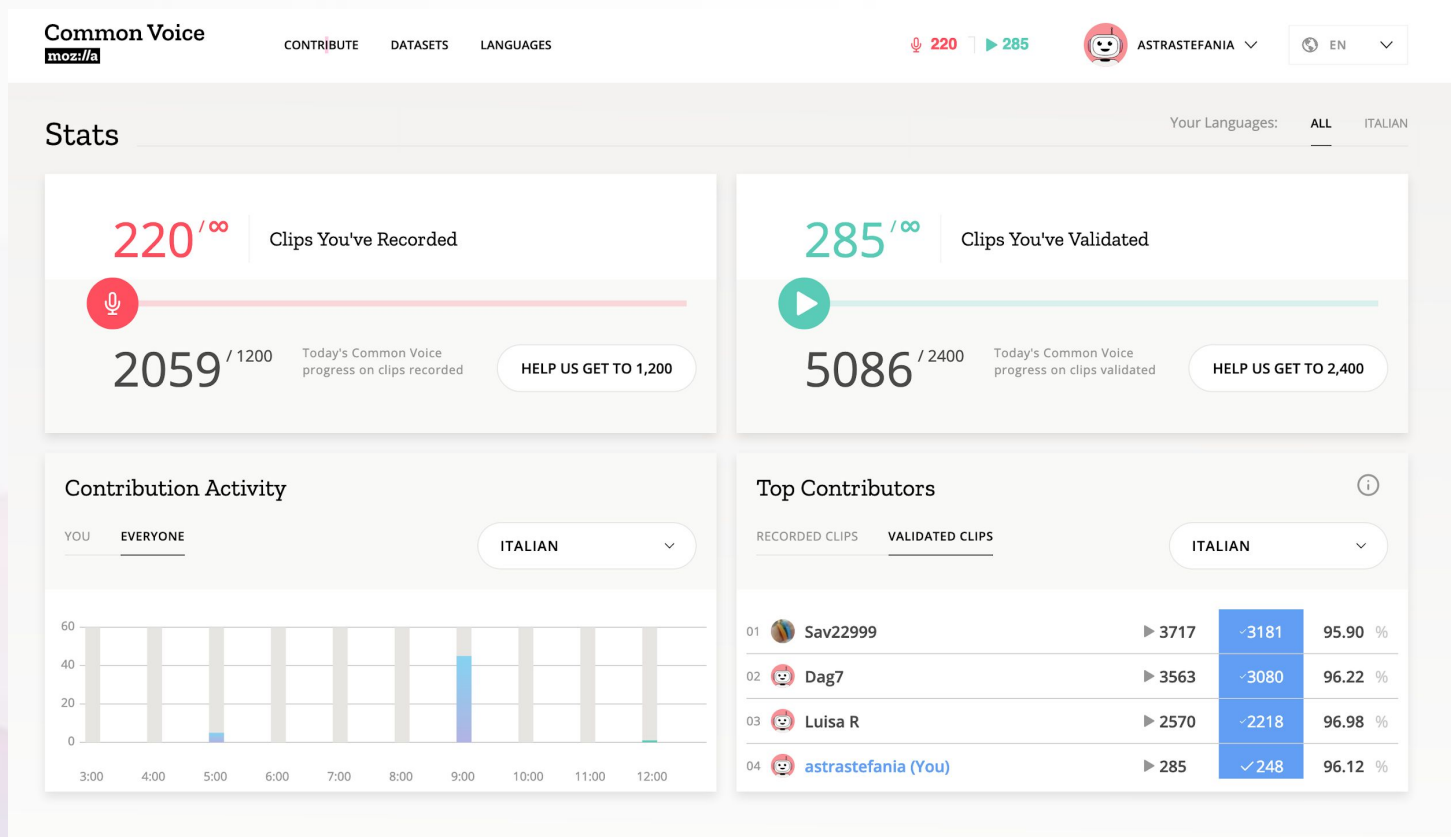 Common Voice
moz://a
CONTRIBUTE DATASETS LANGUAGES
220 285
ASTRASTEFANIA
EN
Stats
Your Languages: ALL ITALIAN
220 / ∞ Clips You've Recorded
2059 / 1200
Today's Common Voice
progress on clips recorded
HELP US GET TO 1,200
285 / ∞ Clips You've Validated
5086 / 2400
Today's Common Voice
progress on clips validated
HELP US GET TO 2,400
Contribution Activity
YOU EVERYONE
ITALIAN
60
40
20
0
3:00 4:00 5:00 6:00 7:00 8:00 9:00 10:00 11:00 12:00
Top Contributors
RECORDED CLIPS VALIDATED CLIPS
ITALIAN
01 Sav22999 3717 3181 95.90 %
02 Dag7 3563 3080 96.22 %
03 Luisa R 2570 2218 96.98 %
04 astrastefania (You) 285 248 96.12 %